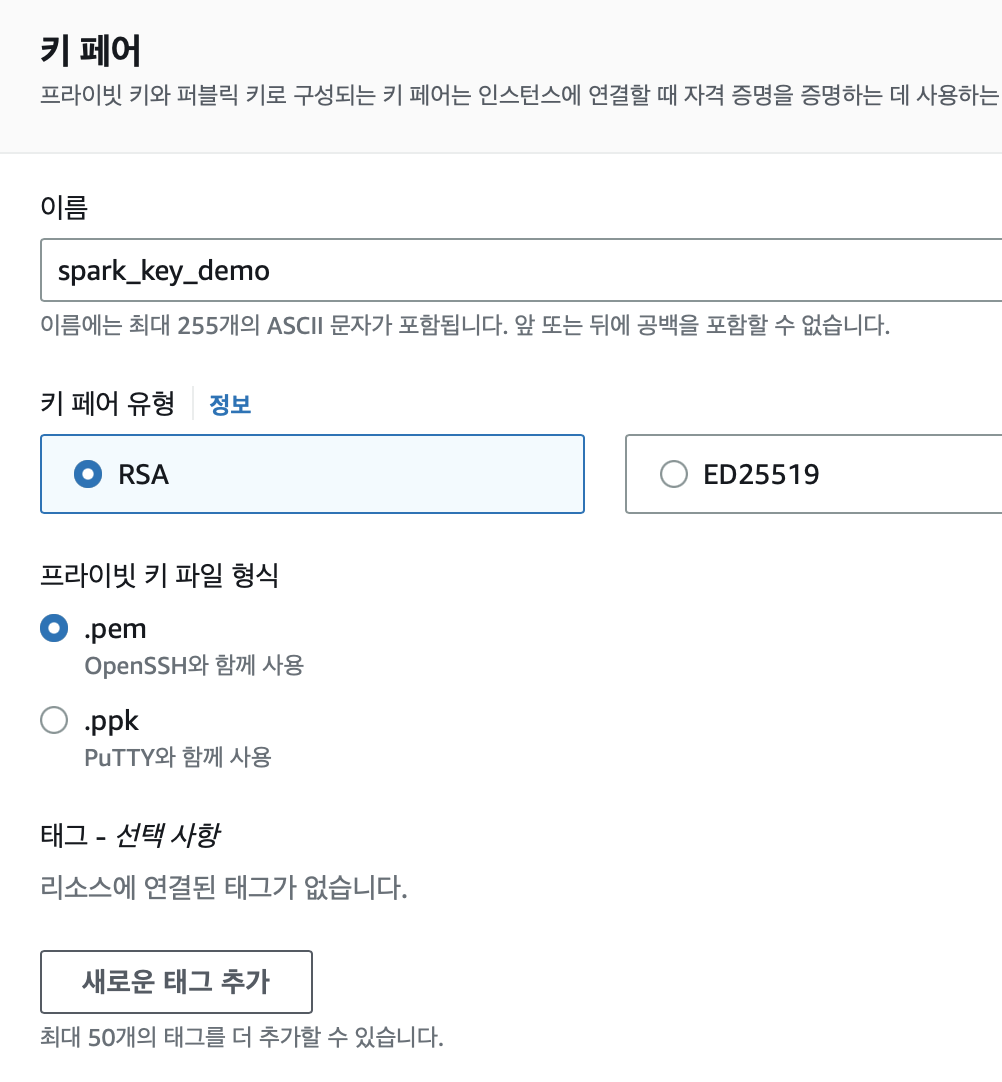 키 페어
프라이빗 키와 퍼블릭 키로 구성되는 키 페어는 인스턴스에 연결할 때 자격 증명을 증명하는 데 사용하는
이름
spark_key_demo
이름에는 최대 255개의 ASCII 문자가 포함됩니다. 앞 또는 뒤에 공백을 포함할 수 없습니다.
키 페어 유형 정보
RSA ED25519
프라이빗 키 파일 형식
.pem
OpenSSH와 함께 사용
.ppk
PuTTY와 함께 사용
태그 - 선택 사항
리소스에 연결된 태그가 없습니다.
새로운 태그 추가
최대 50개의 태그를 더 추가할 수 있습니다.